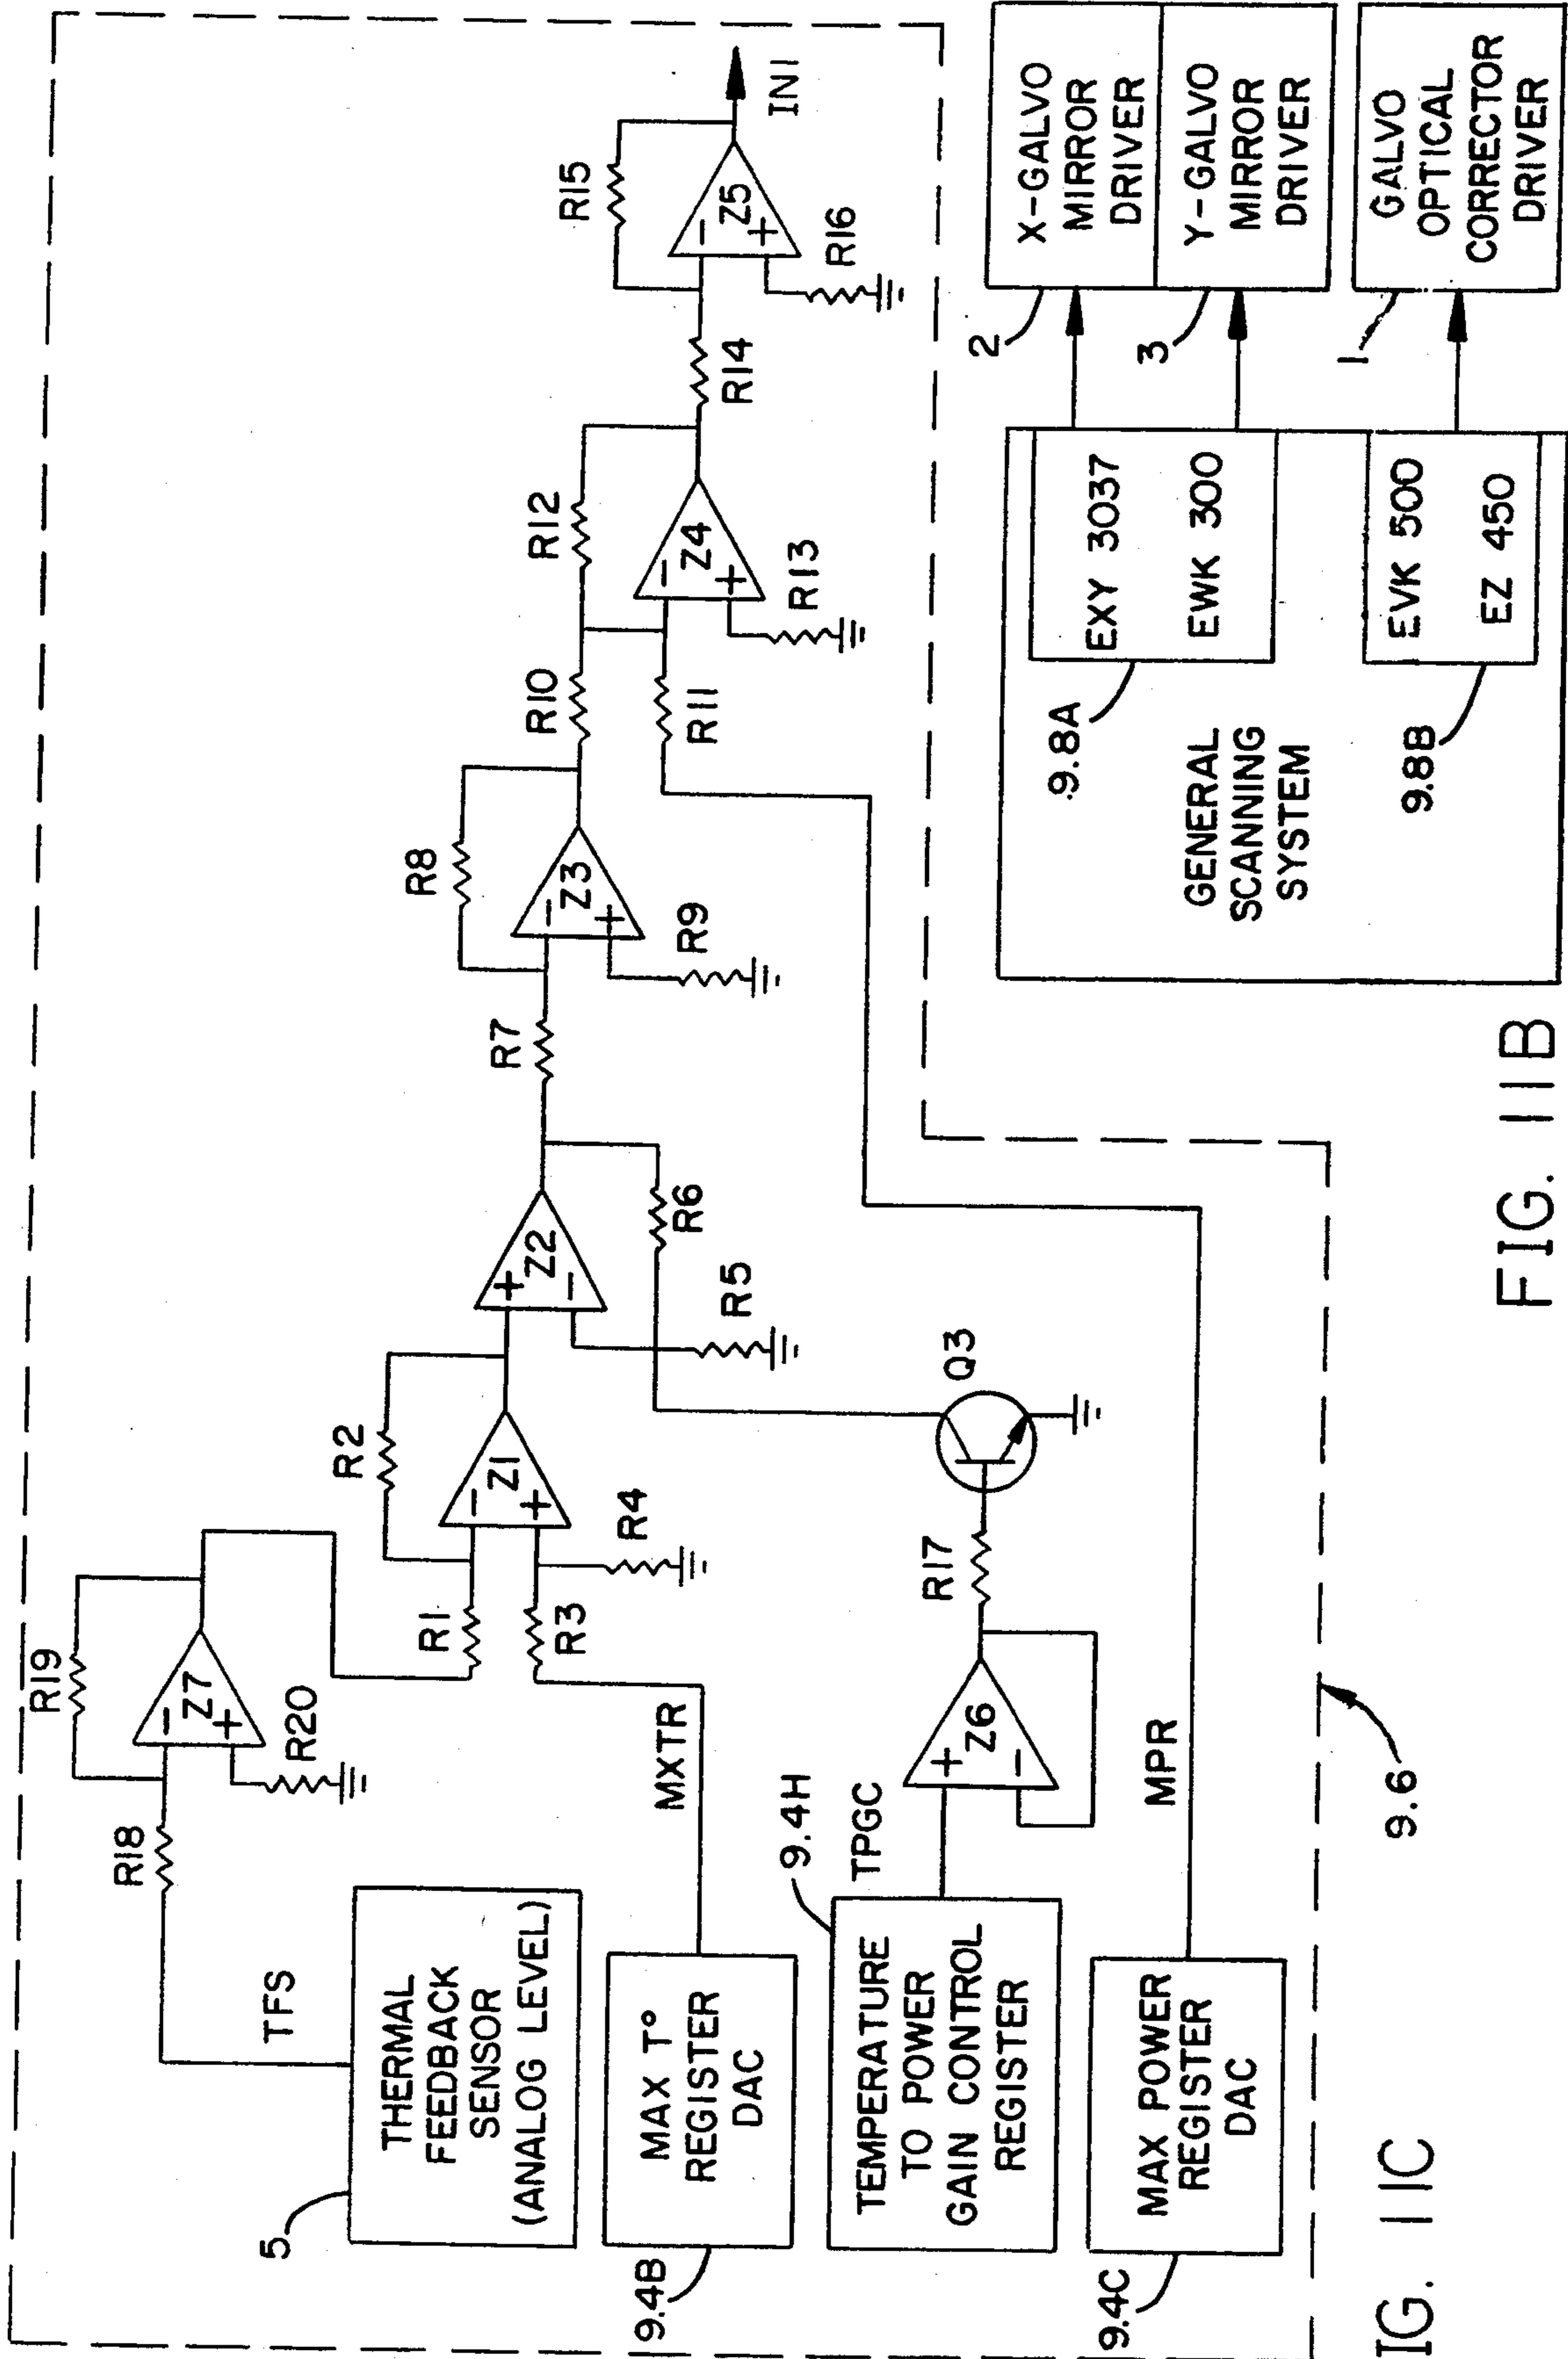 R19
Z7
−
+
R20
R18
TFS
5
THERMAL
FEEDBACK
SENSOR
(ANALOG LEVEL)
R1
R2
Z1
−
+
R3
R4
MXTR
9.4B
MAX T°
REGISTER
DAC
Z2
+
−
R5
R6
Q3
R17
Z6
+
−
TPGC
9.4H
TEMPERATURE
TO POWER
GAIN CONTROL
REGISTER
MPR
9.4C
MAX POWER
REGISTER
DAC
R7
R8
Z3
−
+
R9
R10
R11
R12
Z4
−
+
R13
R14
R15
Z5
−
+
R16
IN1
9.6
IG. 11C
2
X-GALVO
MIRROR
DRIVER
3
Y-GALVO
MIRROR
DRIVER
1
GALVO
OPTICAL
CORRECTOR
DRIVER
EXY 3037
EWK 300
EVK 500
EZ 450
9.8A
9.8B
GENERAL
SCANNING
SYSTEM
FIG. 11B